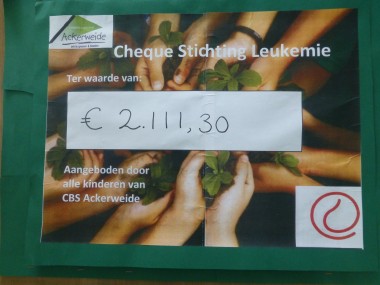 Ackerweide
Cheque Stichting Leukemie
Ter waarde van:
€ 2.111,30
Aangeboden door
alle kinderen van
CBS Ackerweide